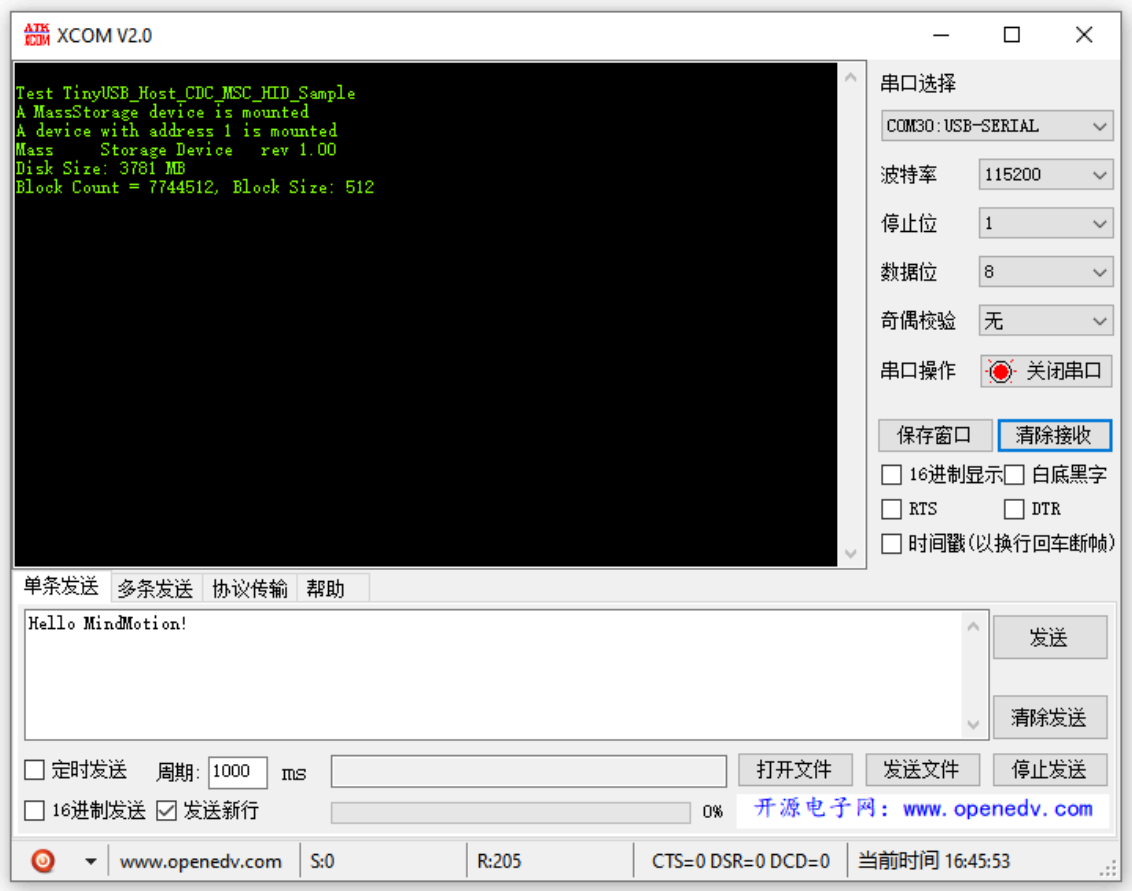 ATK
XCOM
XCOM V2.0
Test TinyUSB_Host_CDC_MSC_HID_Sample
A MassStorage device is mounted
A device with address 1 is mounted
Mass     Storage Device   rev 1.00
Disk Size: 3781 MB
Block Count = 7744512, Block Size: 512
串口选择
COM30:USB-SERIAL
波特率 115200
停止位 1
数据位 8
奇偶校验 无
串口操作 关闭串口
保存窗口 清除接收
16进制显示 白底黑字
RTS DTR
时间戳(以换行回车断帧)
单条发送 多条发送 协议传输 帮助
Hello MindMotion!
发送
清除发送
定时发送 周期: 1000 ms 打开文件 发送文件 停止发送
16进制发送 发送新行 0% 开源电子网：www.openedv.com
www.openedv.com S:0 R:205 CTS=0 DSR=0 DCD=0 当前时间 16:45:53